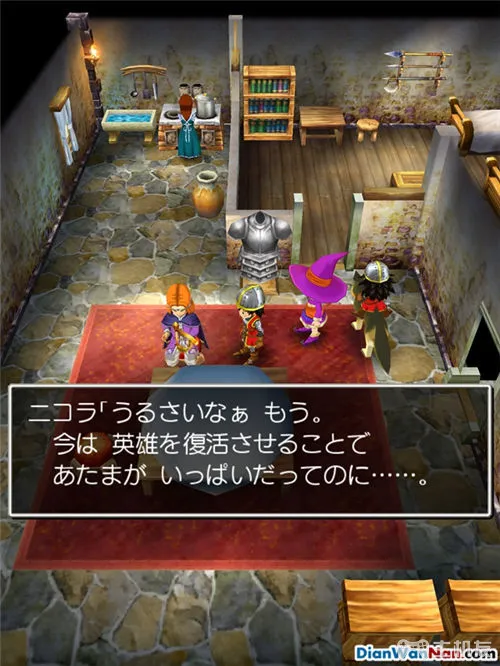 ニコラ「うるさいなぁ もう。
今は 英雄を復活させることで
あたまが いっぱいだってのに……。
DianWanNan.com